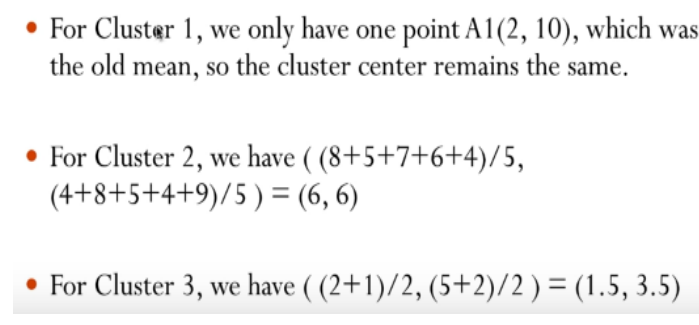 • For Cluster 1, we only have one point A1(2, 10), which was
the old mean, so the cluster center remains the same.
• For Cluster 2, we have ( (8+5+7+6+4)/5,
(4+8+5+4+9)/5 ) = (6, 6)
• For Cluster 3, we have ( (2+1)/2, (5+2)/2 ) = (1.5, 3.5)